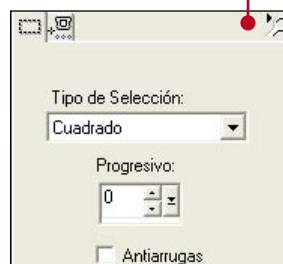 Tipo de Selección:
Cuadrado
Progresivo:
0
Antiarrugas